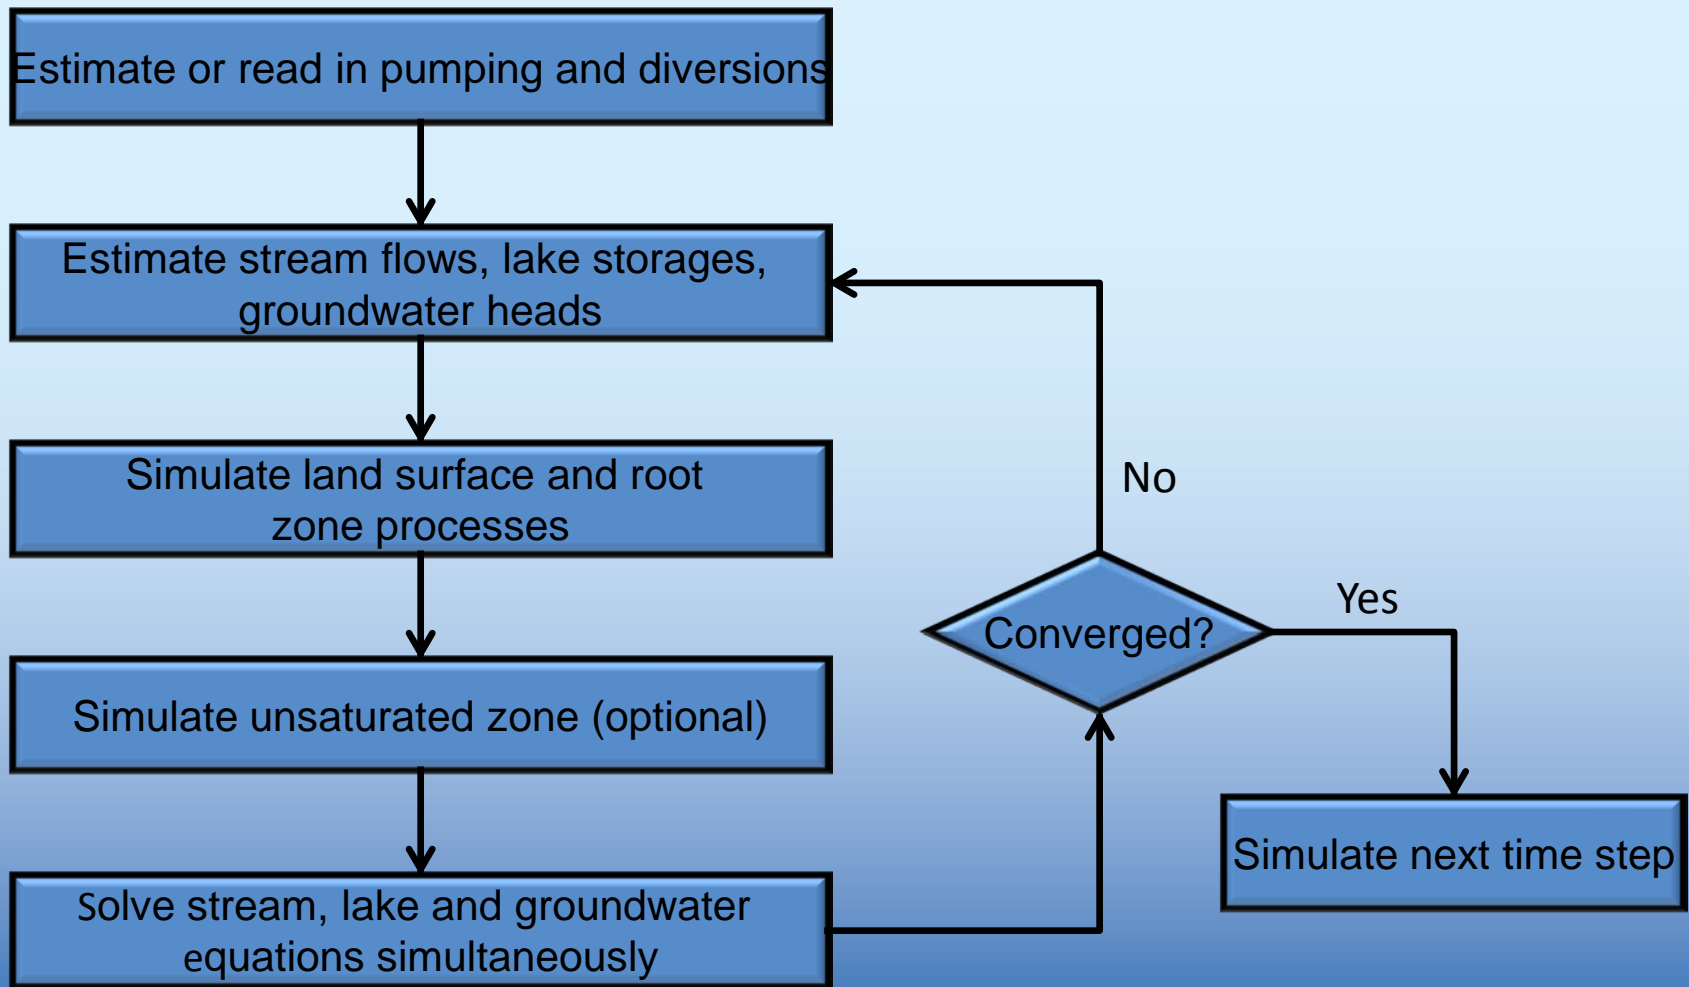 Estimate or read in pumping and diversions
Estimate stream flows, lake storages,
groundwater heads
Simulate land surface and root
zone processes
No
Yes
Converged?
Simulate unsaturated zone (optional)
Simulate next time step
Solve stream, lake and groundwater
equations simultaneously